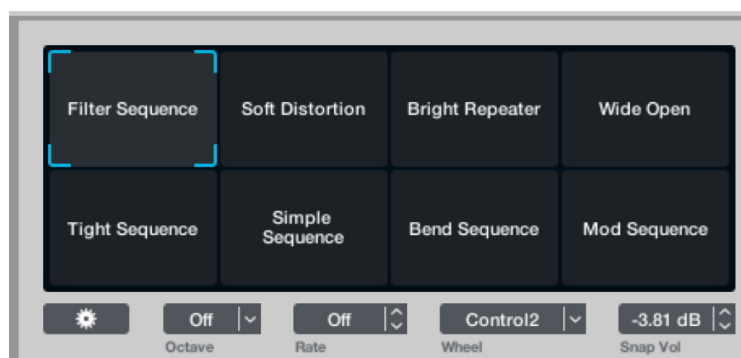 Filter Sequence
Soft Distortion
Bright Repeater
Wide Open
Tight Sequence
Simple
Sequence
Bend Sequence
Mod Sequence
Off
Off
Control2
-3.81 dB
Octave
Rate
Wheel
Snap Vol